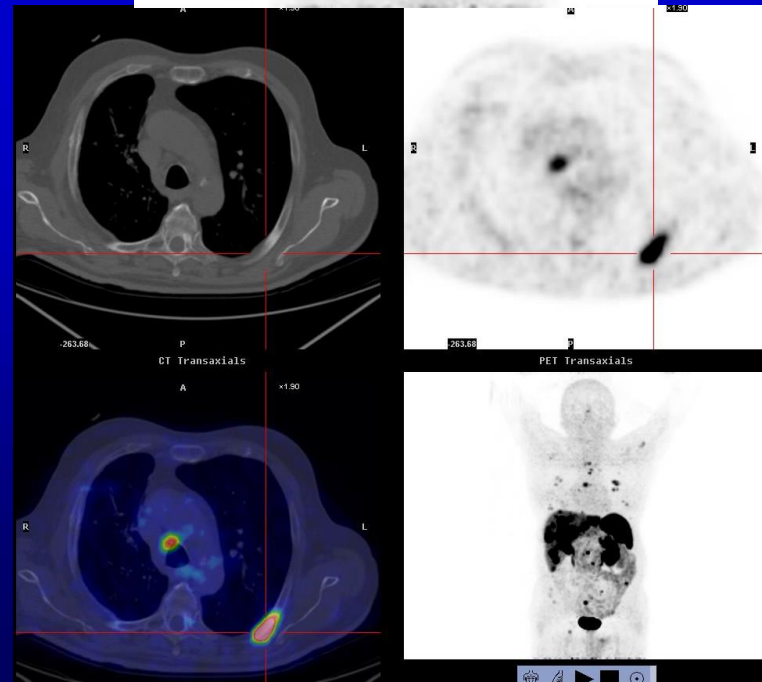 A ×1.90
A ×1.90
R L
R L
-263.68 P
-263.68 P
CT Transaxials
PET Transaxials
A ×1.90
R L